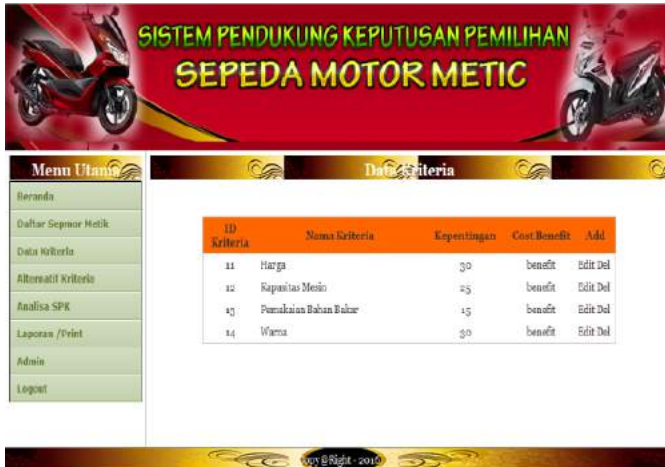 SISTEM PENDUKUNG KEPUTUSAN PEMILIHAN
SEPEDA MOTOR METIC
Menu Utama
Data Kriteria
Beranda
Daftar Sepmor Metik
Data Kriteria
Alternatif Kriteria
Analisa SPK
Laporan /Print
Admin
Logout
ID Kriteria Nama Kriteria Kepentingan Cost Benefit Add
11 Harga 30 benefit Edit Del
12 Kapasitas Mesin 25 benefit Edit Del
13 Pemakaian Bahan Bakar 15 benefit Edit Del
14 Warna 30 benefit Edit Del
opy@Right - 2016